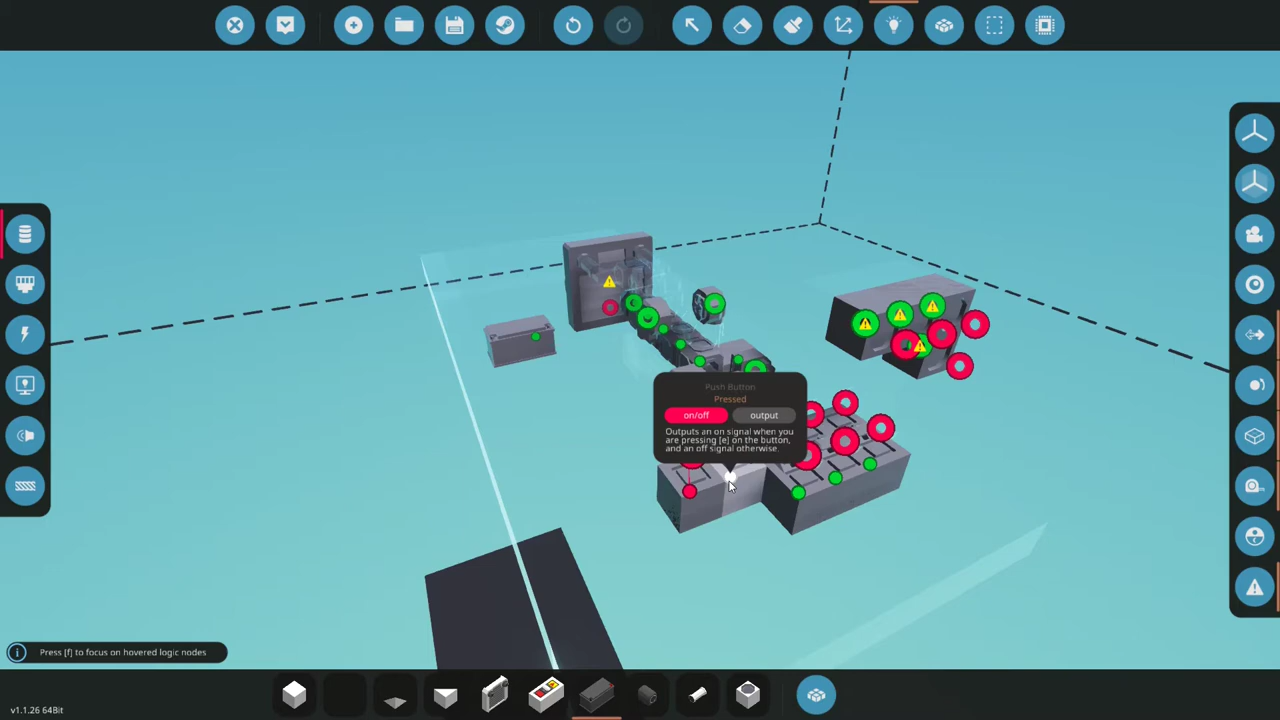 Push Button
Pressed
on/off
output
Outputs an on signal when you
are pressing [e] on the button,
and an off signal otherwise.
Press [f] to focus on hovered logic nodes
v1.1.26 64Bit